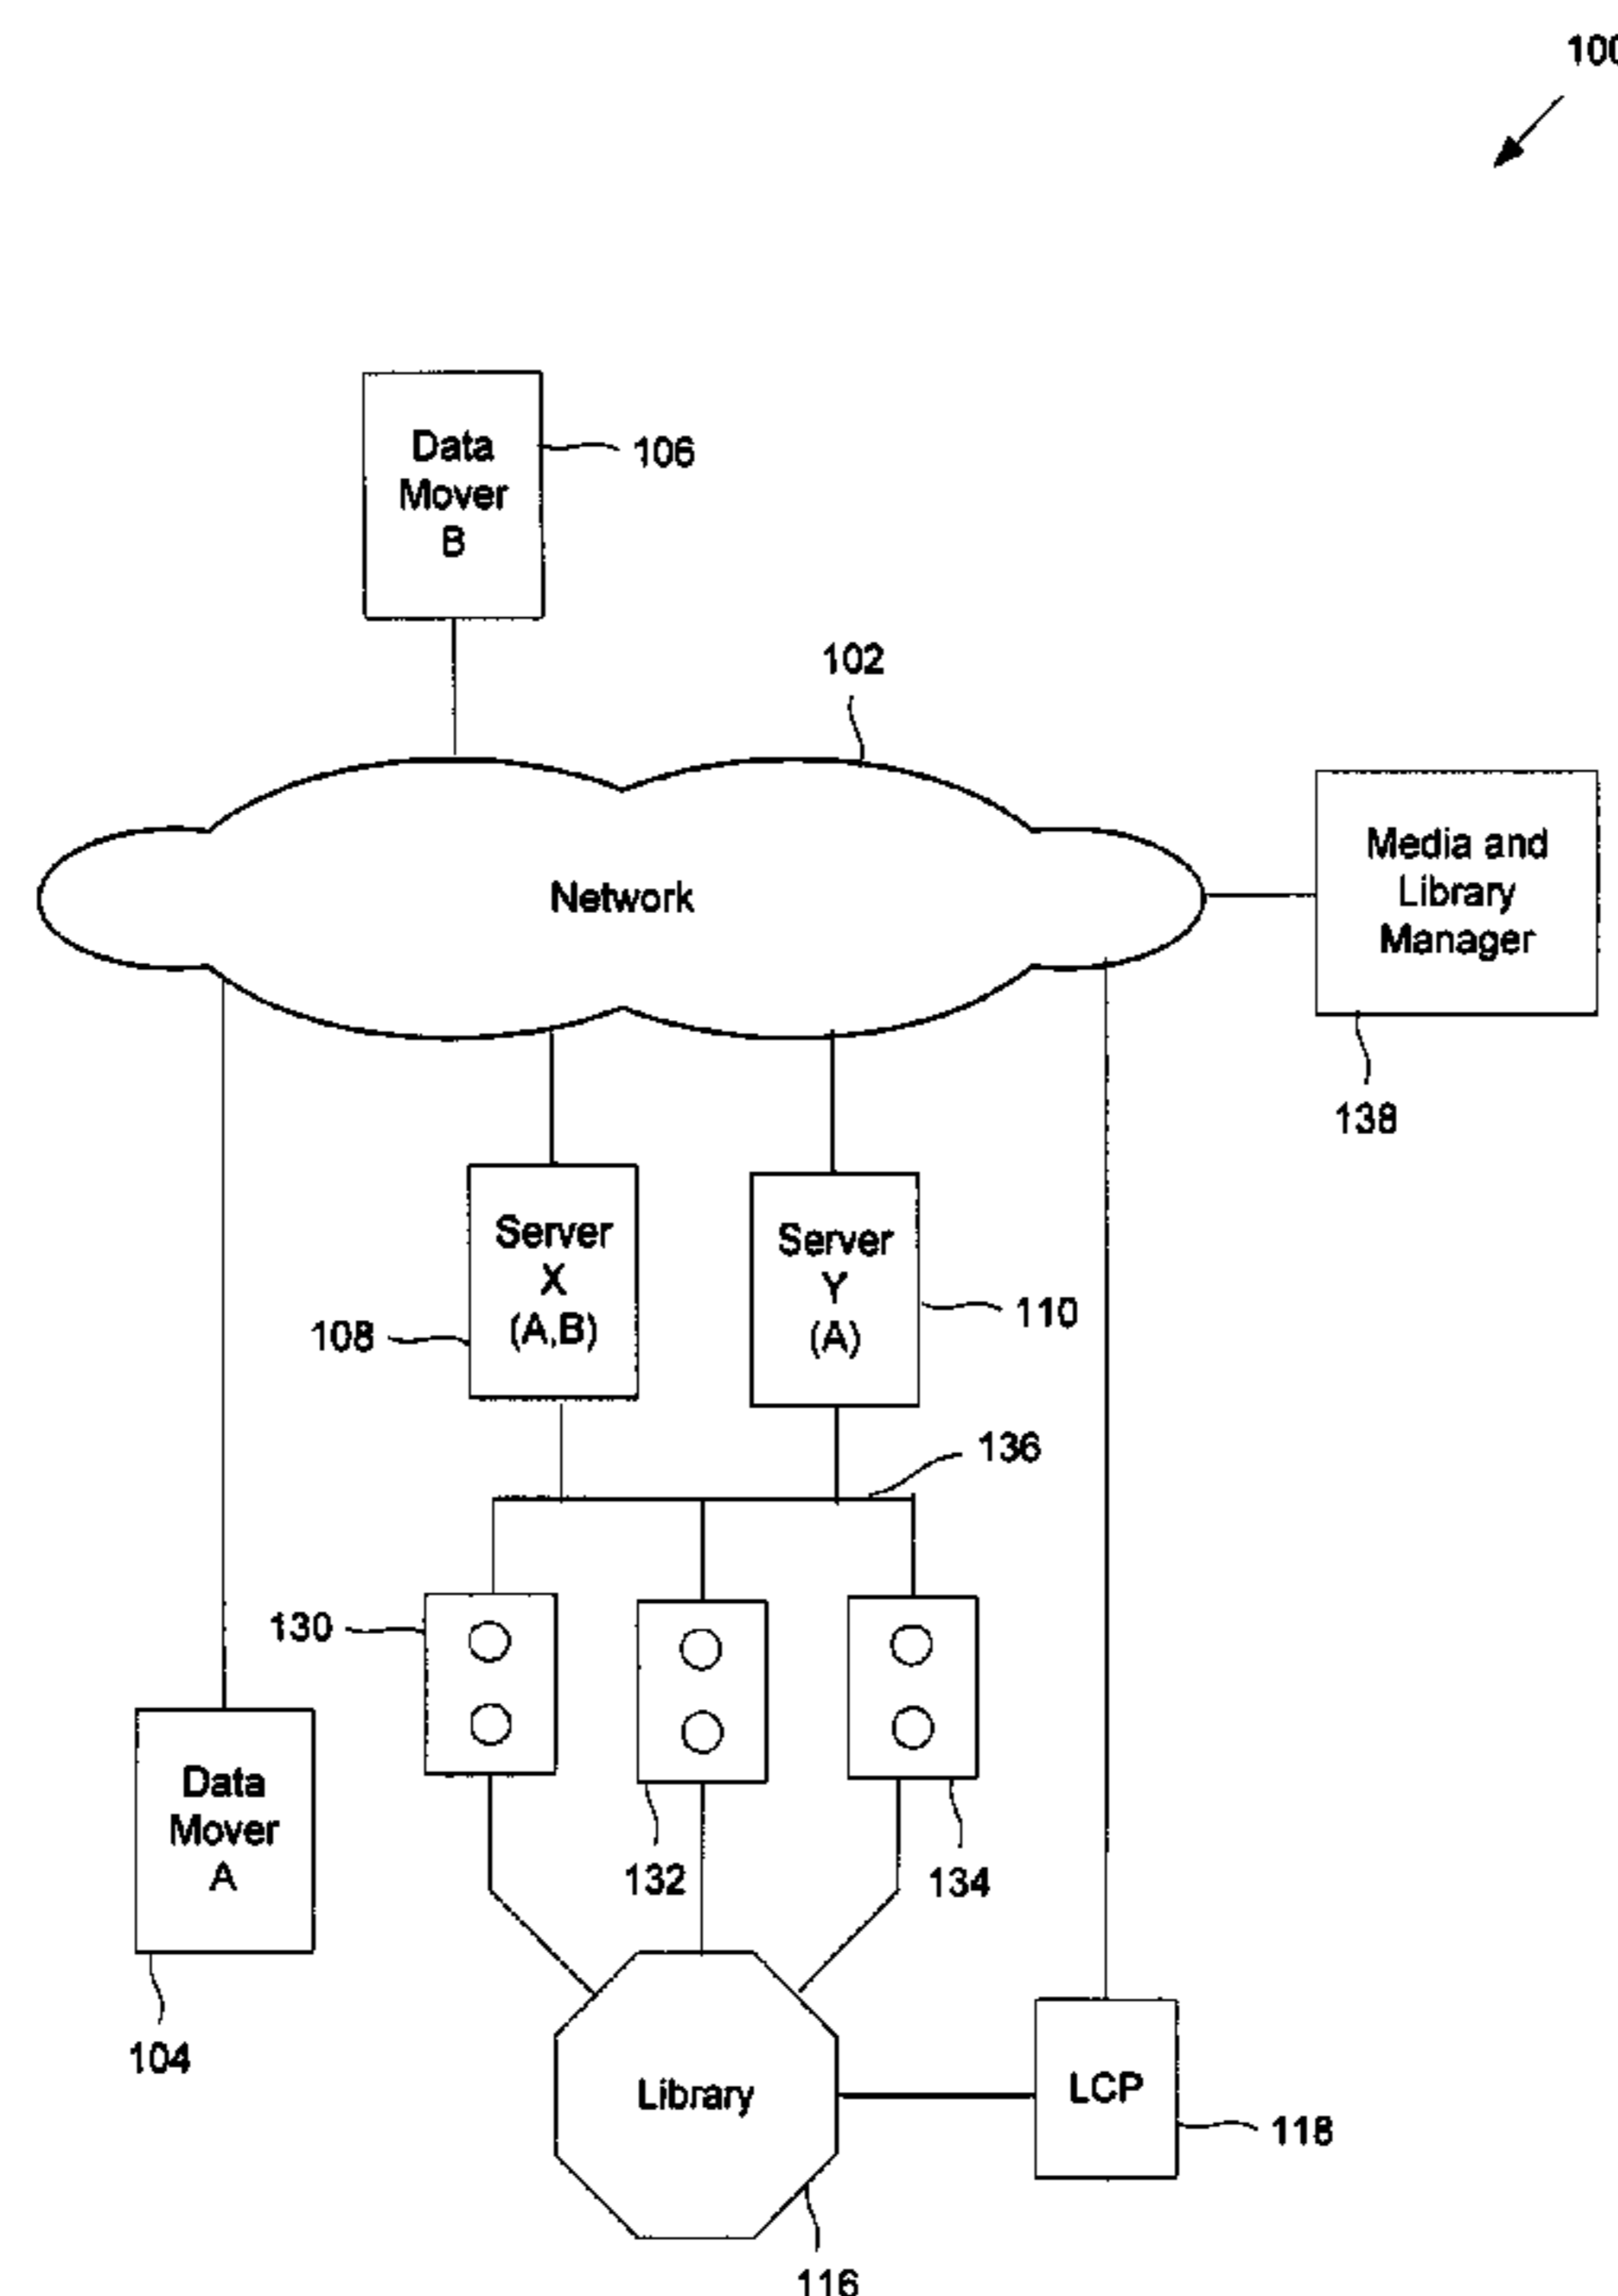 100
Data
Mover
B
106
102
Network
Media and
Library
Manager
138
Server
X
(A,B)
108
Server
Y
(A)
110
136
130
132
134
Data
Mover
A
104
Library
LCP
118
116